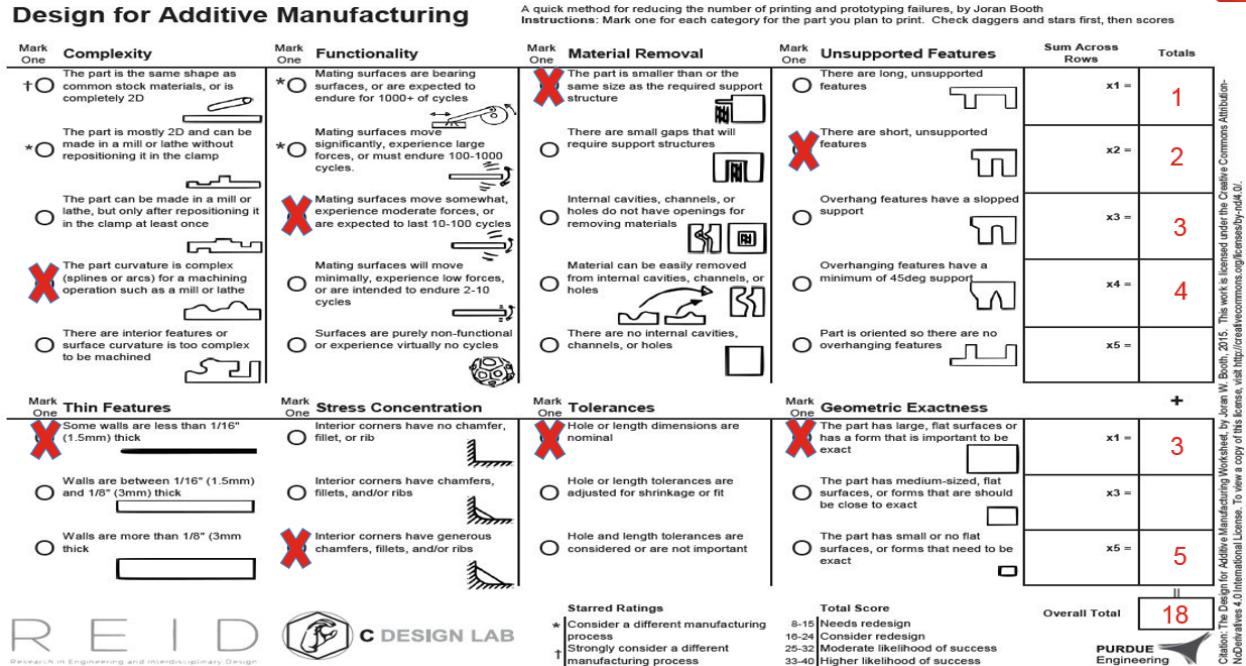 Design for Additive Manufacturing
A quick method for reducing the number of printing and prototyping failures, by Joran Booth
Instructions: Mark one for each category for the part you plan to print. Check daggers and stars first, then scores
Mark One
Complexity
† The part is the same shape as
common stock materials, or is
completely 2D
* The part is mostly 2D and can be
made in a mill or lathe without
repositioning it in the clamp
The part can be made in a mill or
lathe, but only after repositioning it
in the clamp at least once
The part curvature is complex
(splines or arcs) for a machining
operation such as a mill or lathe
There are interior features or
surface curvature is too complex
to be machined
Mark One
Functionality
* Mating surfaces are bearing
surfaces, or are expected to
endure for 1000+ of cycles
* Mating surfaces move
significantly, experience large
forces, or must endure 100-1000
cycles.
Mating surfaces move somewhat,
experience moderate forces, or
are expected to last 10-100 cycles
Mating surfaces will move
minimally, experience low forces,
or are intended to endure 2-10
cycles
Surfaces are purely non-functional
or experience virtually no cycles
Mark One
Material Removal
The part is smaller than or the
same size as the required support
structure
There are small gaps that will
require support structures
Internal cavities, channels, or
holes do not have openings for
removing materials
Material can be easily removed
from internal cavities, channels, or
holes
There are no internal cavities,
channels, or holes
Mark One
Unsupported Features
There are long, unsupported
features
There are short, unsupported
features
Overhang features have a slopped
support
Overhanging features have a
minimum of 45deg support
Part is oriented so there are no
overhanging features
Sum Across
Rows
Totals
x1 = 1
x2 = 2
x3 = 3
x4 = 4
x5 =
+
Mark One
Thin Features
Some walls are less than 1/16"
(1.5mm) thick
Walls are between 1/16" (1.5mm)
and 1/8" (3mm) thick
Walls are more than 1/8" (3mm
thick
Mark One
Stress Concentration
Interior corners have no chamfer,
fillet, or rib
Interior corners have chamfers,
fillets, and/or ribs
Interior corners have generous
chamfers, fillets, and/or ribs
Mark One
Tolerances
Hole or length dimensions are
nominal
Hole or length tolerances are
adjusted for shrinkage or fit
Hole and length tolerances are
considered or are not important
Mark One
Geometric Exactness
The part has large, flat surfaces or
has a form that is important to be
exact
The part has medium-sized, flat
surfaces, or forms that are should
be close to exact
The part has small or no flat
surfaces, or forms that need to be
exact
x1 = 3
x3 =
x5 = 5
=
Overall Total 18
REID
Research in Engineering and Interdisciplinary Design
C DESIGN LAB
Starred Ratings
* Consider a different manufacturing
process
† Strongly consider a different
manufacturing process
Total Score
8-15 Needs redesign
16-24 Consider redesign
25-32 Moderate likelihood of success
33-40 Higher likelihood of success
PURDUE
Engineering
Citation: The Design for Additive Manufacturing Worksheet, by Joran W. Booth, 2015. This work is licensed under the Creative Commons Attribution-
NoDerivatives 4.0 International License. To view a copy of this license, visit http://creativecommons.org/licenses/by-nd/4.0/.